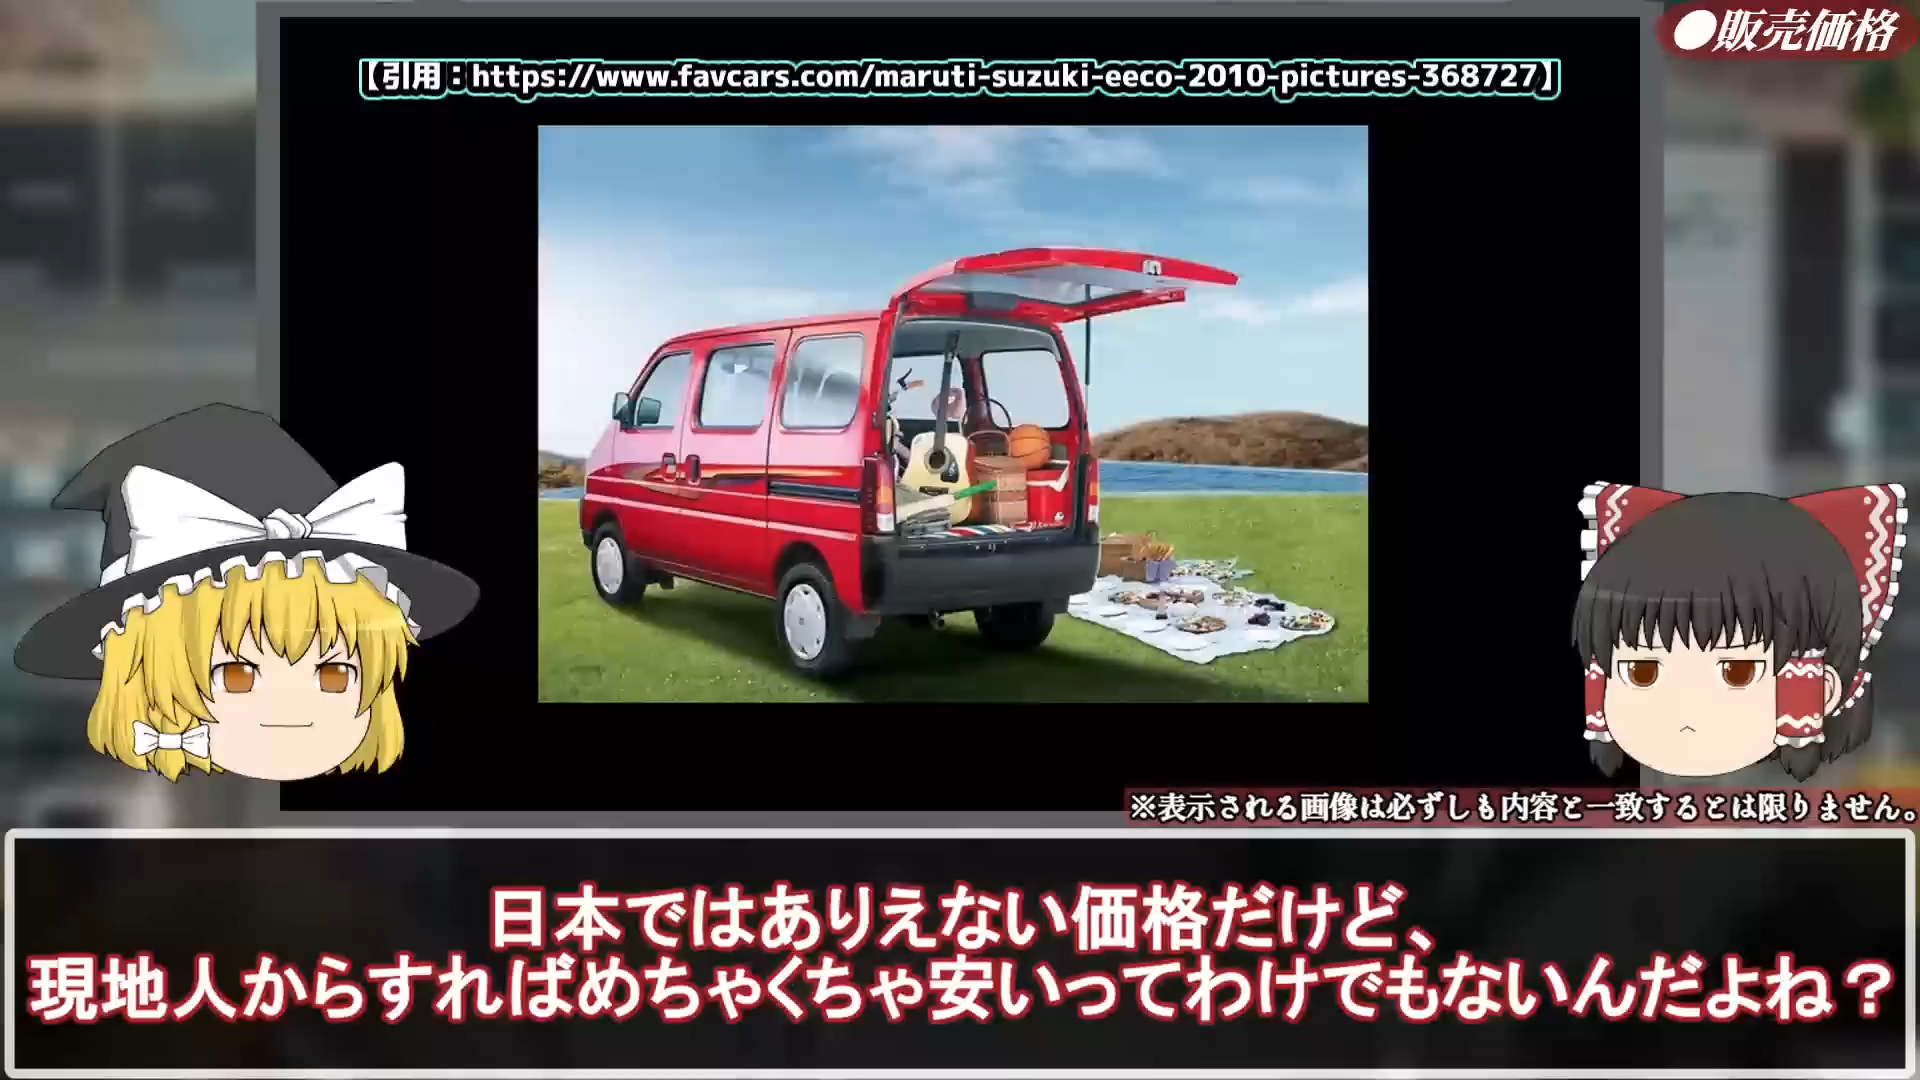 ●販売価格
【引用：https://www.favcars.com/maruti-suzuki-eeco-2010-pictures-368727】
※表示される画像は必ずしも内容と一致するとは限りません。
日本ではありえない価格だけど、
現地人からすればめちゃくちゃ安いってわけでもないんだよね？